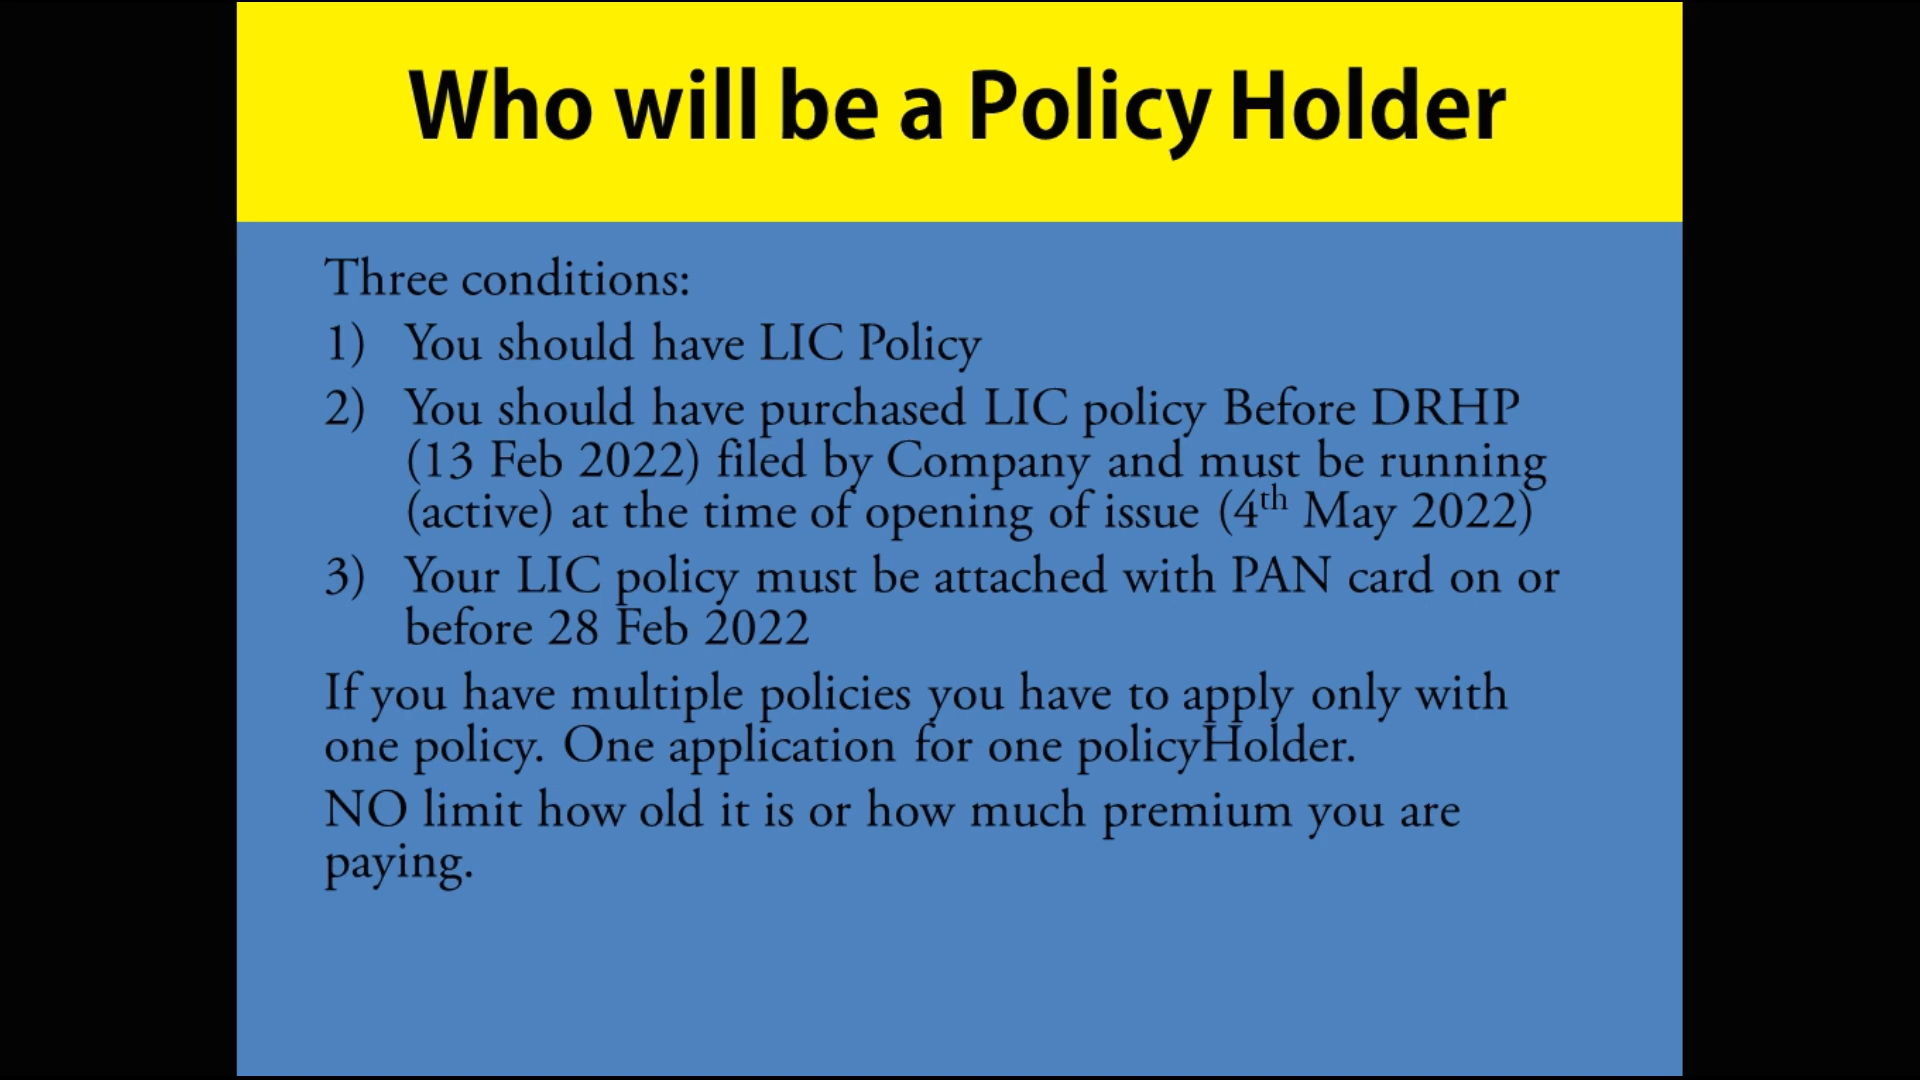 Who will be a Policy Holder
Three conditions:
1) You should have LIC Policy
2) You should have purchased LIC policy Before DRHP
(13 Feb 2022) filed by Company and must be running
(active) at the time of opening of issue (4th May 2022)
3) Your LIC policy must be attached with PAN card on or
before 28 Feb 2022
If you have multiple policies you have to apply only with
one policy. One application for one policyHolder.
NO limit how old it is or how much premium you are
paying.